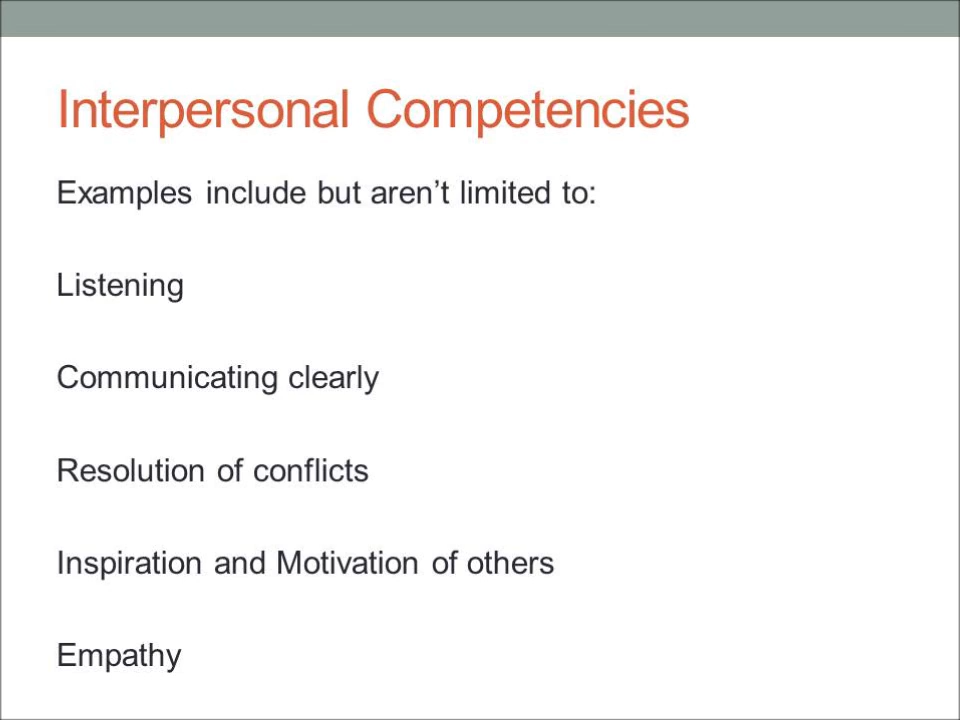 Interpersonal Competencies
Examples include but aren’t limited to:
Listening
Communicating clearly
Resolution of conflicts
Inspiration and Motivation of others
Empathy